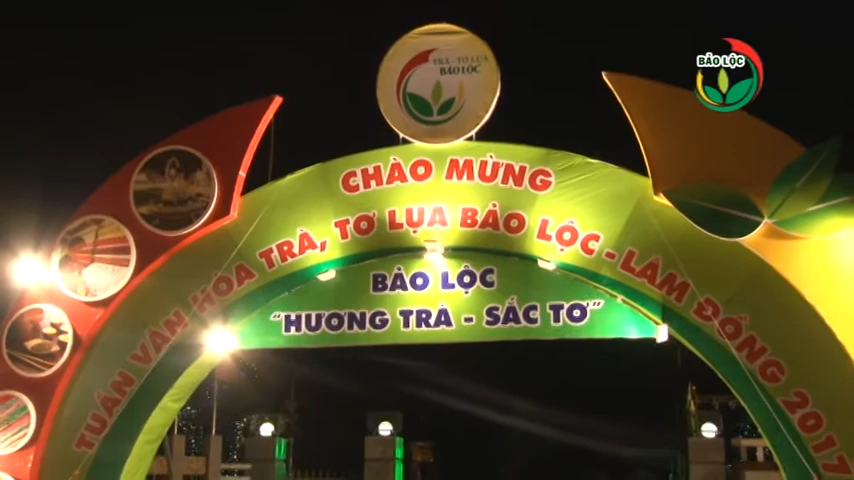 TRÀ - TƠ LỤA
BẢO LỘC
BẢO LỘC
CHÀO MỪNG
TUẦN VĂN HÓA TRÀ, TƠ LỤA BẢO LỘC - LÂM ĐỒNG 2017
BẢO LỘC
"HƯƠNG TRÀ - SẮC TƠ"